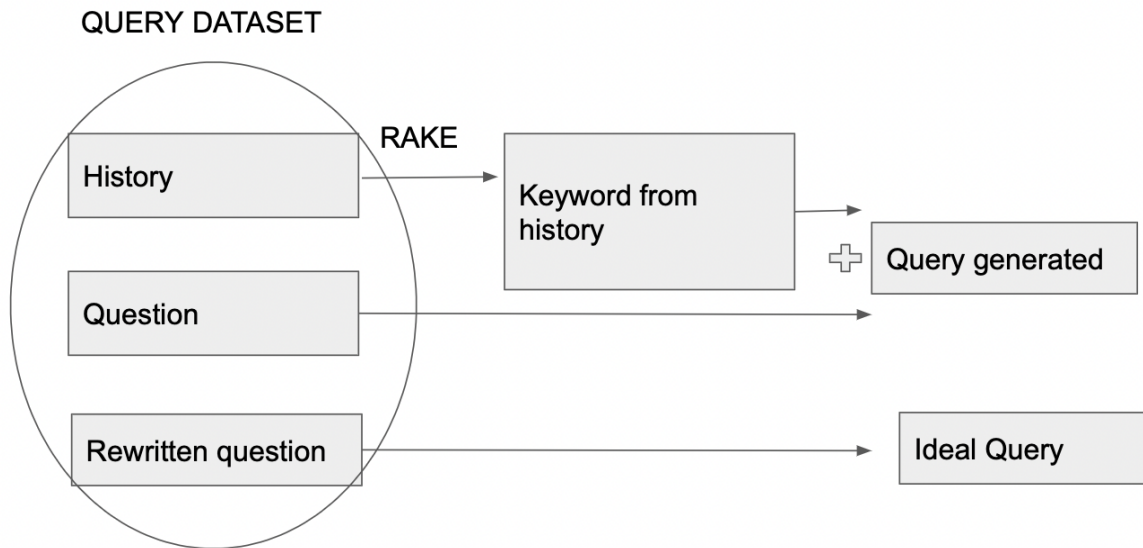 QUERY DATASET
History
RAKE
Keyword from
history
Query generated
Question
Rewritten question
Ideal Query